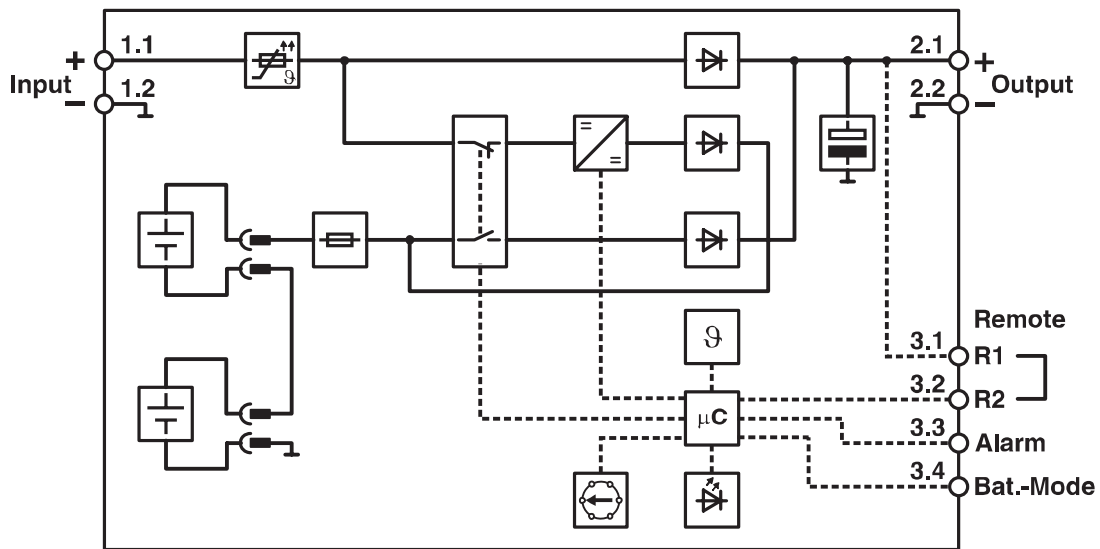 1.1
+
Input
1.2
−
ϑ
2.1
+
Output
2.2
−
=
=
ϑ
μC
Remote
3.1
R1
3.2
R2
3.3
Alarm
3.4
Bat.-Mode